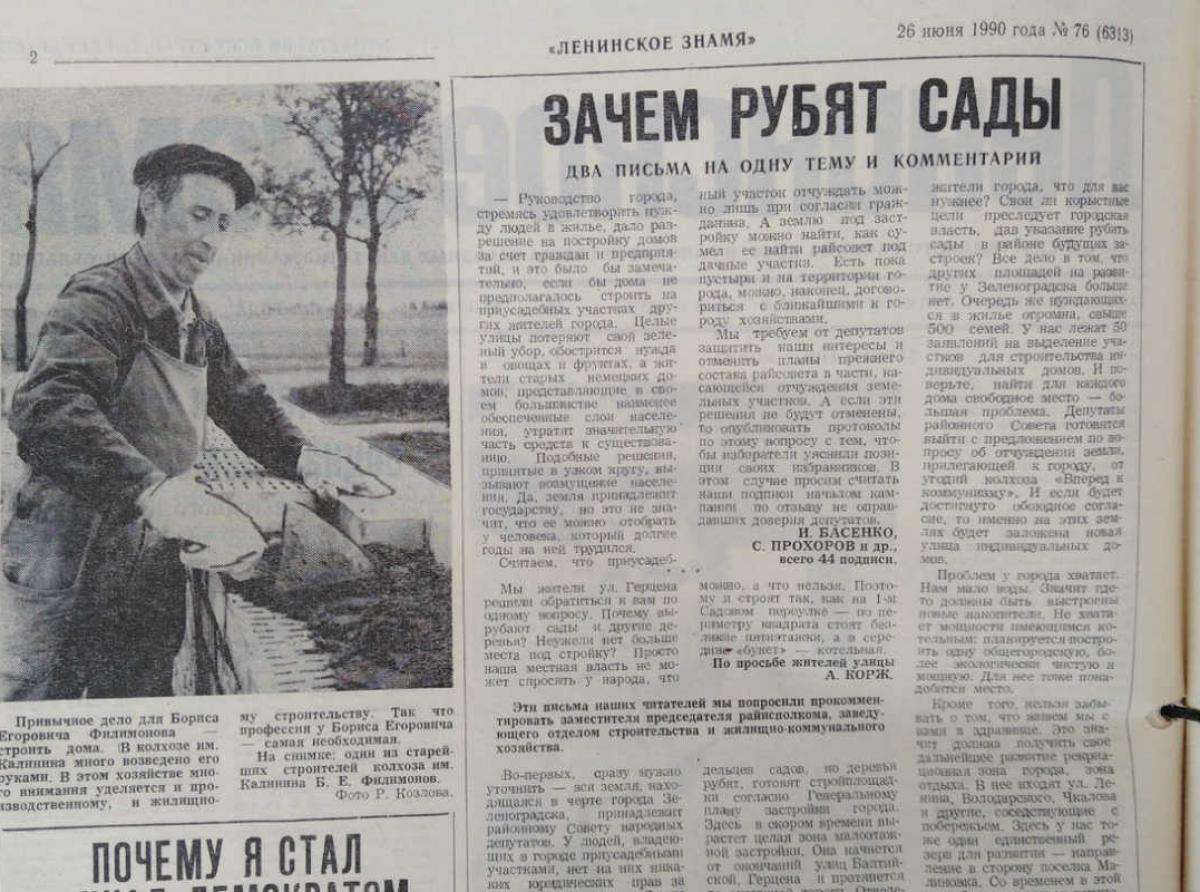 2
«ЛЕНИНСКОЕ ЗНАМЯ»
26 июня 1990 года № 76 (6313)
ЗАЧЕМ РУБЯТ САДЫ
ДВА ПИСЬМА НА ОДНУ ТЕМУ И КОММЕНТАРИЙ
— Руководство города,
стремясь удовлетворить нуж-
ду людей в жилье, дало раз-
решение на постройку домой
за счет граждан и предприя-
тий, и это было бы замеча-
тельно, если бы дома не
предполагалось строить на
приусадебных участках дру-
гих жителей города. Целые
улицы потеряют свой зеле-
ный убор, обострится нужда
в овощах и фруктах, а жи-
тели старых немецких до-
мов, представляющие в сво-
ем большинстве наименее
обеспеченные слои населе-
ния, утратят значительную
часть средств к существова-
нию. Подобные решения,
принятые в узком кругу, вы-
зывают возмущение населе-
ния. Да, земля принадлежит
государству, но это не зна-
чит, что ее можно отобрать
у человека, который долгие
годы на ней трудился.
Считаем, что приусадеб-
ный участок отчуждать мож-
но лишь при согласии граж-
данина. А землю под заст-
ройку можно найти, как су-
мел ее найти райсовет под
дачные участки. Есть пока
пустыри и на территории го-
рода, можно, наконец, догово-
риться с ближайшими к го-
роду хозяйствами.
Мы требуем от депутатов
защитить наши интересы и
отменить планы прежнего
состава райсовета в части, ка-
сающейся отчуждения земе-
льных участков. А если эти
решения не будут отменены,
то опубликовать протоколы
по этому вопросу с тем, что-
бы избиратели уяснили пози-
ции своих избранников. В
этом случае просим считать
наши подписи началом кам-
пании по отзыву не оправ-
давших доверия депутатов.
И. БАСЕНКО,
С. ПРОХОРОВ и др.,
всего 44 подписи.
Мы жители ул. Герцена
решили обратиться к вам по
одному вопросу. Почему вы-
рубают сады и другие де-
ревья? Неужели нет больше
места под стройку? Просто
наша местная власть не мо-
жет спросить у народа, что
можно, а что нельзя. Поэто-
му и строят так, как на 1-м
Садовом переулке — по пе-
риметру квадрата стоят без-
ликие пятиэтажки, а в сере-
дине «букет» — котельная.
По просьбе жителей улицы
А. КОРЖ.
Эти письма наших читателей мы попросили прокоммен-
тировать заместителя председателя райисполкома, заведу-
ющего отделом строительства и жилищно-коммунального
хозяйства.
Во-первых, сразу нужно
уточнить — вся земля, нахо-
дящаяся в черте города Зе-
леноградска, принадлежит
районному Совету народных
депутатов. У людей, владею-
щих в городе приусадебными
участками, нет на них ника-
ких юридических прав за
дельцев садов, но деревья
рубят, готовят стройплощад-
ки согласно Генеральному
плану застройки города.
Здесь в скором времени вы-
растет целая зона малоэтаж-
ной застройки. Она начнется
от окончаний улиц Балтий-
ской, Герцена и протянется
жители города, что для вас
нужнее? Свои ли корыстные
цели преследует городская
власть, дав указание рубить
сады в районе будущих за-
строек? Все дело в том, что
других площадей на разви-
тие у Зеленоградска больше
нет. Очередь же нуждающих-
ся в жилье огромна, свыше
500 семей. У нас лежат 50
заявлений на выделение уча-
стков для строительства ин-
дивидуальных домов. И по-
верьте, найти для каждого
дома свободное место — бо-
льшая проблема. Депутаты
районного Совета готовятся
выйти с предложением по во-
просу об отчуждении земли,
прилегающей к городу, от
угодий колхоза «Вперед к
коммунизму». И если будет
достигнуто обоюдное согла-
сие, то именно на этих зем-
лях будет заложена новая
улица индивидуальных до-
мов.
Проблем у города хватает.
Нам мало воды. Значит где-
то должны быть выстроены
новые накопители. Не хвата-
ет мощности имеющимся ко-
тельным: планируется постро-
ить одну общегородскую, бо-
лее экологически чистую и
мощную. Для нее тоже пона-
добится место.
Кроме того, нельзя забы-
вать о том, что живем мы с
вами в здравнице. Это зна-
чит должна получить свое
дальнейшее развитие рекреа-
ционная зона города, зона
отдыха. В нее входят ул. Ле-
нина, Володарского, Чкалова
и другие, соседствующие с
побережьем. Здесь у нас то-
же один единственный ре-
зерв для развития — направ-
ление в сторону поселка Ма-
линовка. Со временем в этой
Привычное дело для Бориса
Егоровича Филимонова —
строить дома. В колхозе им.
Калинина много возведено его
руками. В этом хозяйстве мно-
го внимания уделяется и про-
изводственному, и жилищно-
му строительству. Так что
профессия у Бориса Егоровича
— самая необходимая.
На снимке: один из старей-
ших строителей колхоза им.
Калинина Б. Е. Филимонов.
Фото Р. Козлова.
ПОЧЕМУ Я СТАЛ